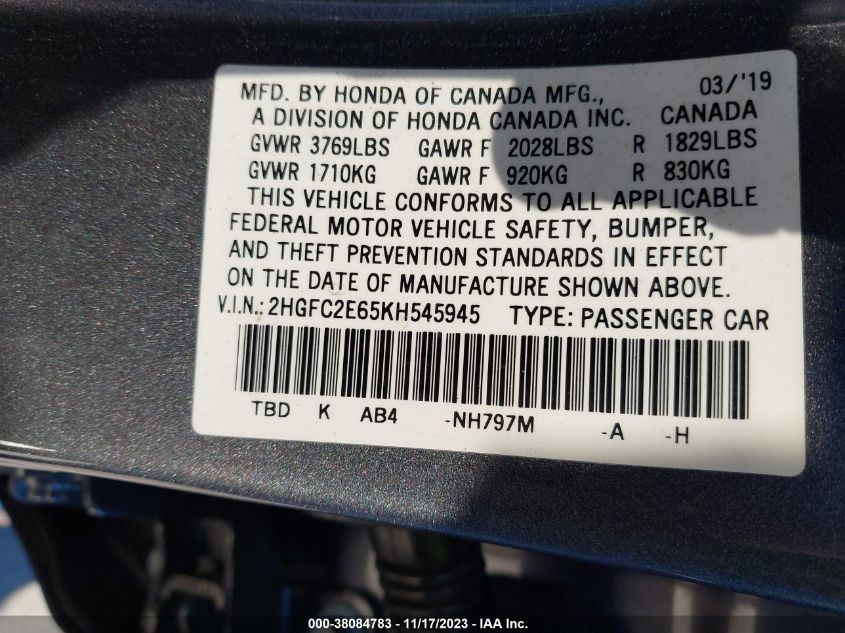 MFD. BY HONDA OF CANADA MFG., 03/'19
A DIVISION OF HONDA CANADA INC. CANADA
GVWR 3769LBS GAWR F 2028LBS R 1829LBS
GVWR 1710KG GAWR F 920KG R 830KG
THIS VEHICLE CONFORMS TO ALL APPLICABLE
FEDERAL MOTOR VEHICLE SAFETY, BUMPER,
AND THEFT PREVENTION STANDARDS IN EFFECT
ON THE DATE OF MANUFACTURE SHOWN ABOVE.
V.I.N.: 2HGFC2E65KH545945 TYPE: PASSENGER CAR
TBD K AB4 -NH797M -A -H
000-38084783 — 11/17/2023 — IAA Inc.